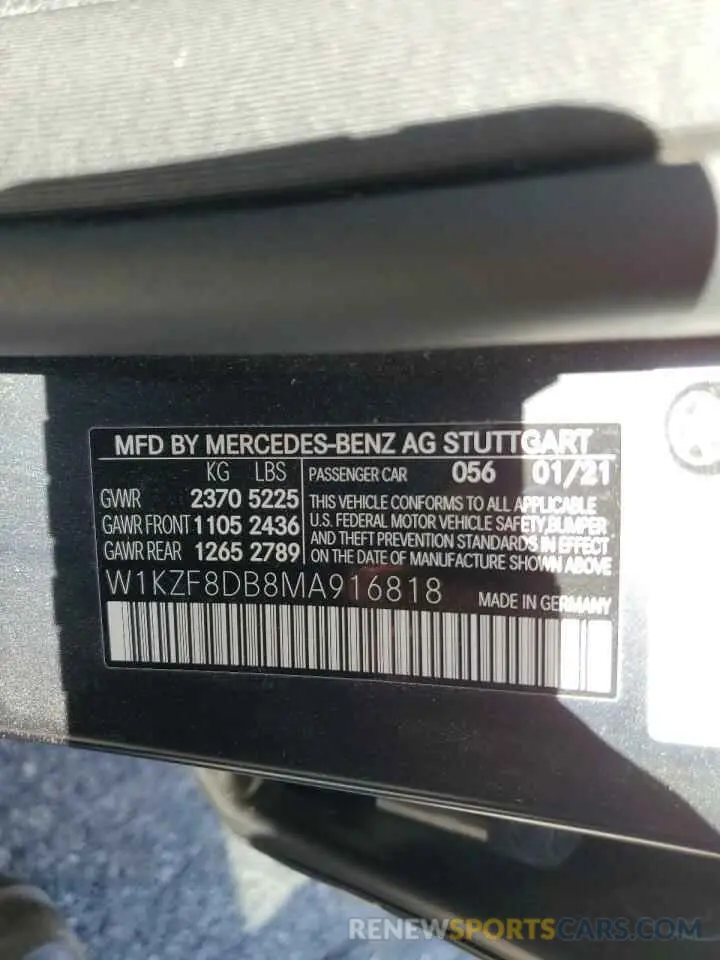 MFD BY MERCEDES-BENZ AG STUTTGART
KG LBS
GVWR 2370 5225
GAWR FRONT 1105 2436
GAWR REAR 1265 2789
PASSENGER CAR 056 01/21
THIS VEHICLE CONFORMS TO ALL APPLICABLE
U.S. FEDERAL MOTOR VEHICLE SAFETY, BUMPER
AND THEFT PREVENTION STANDARDS IN EFFECT
ON THE DATE OF MANUFACTURE SHOWN ABOVE
W1KZF8DB8MA916818 MADE IN GERMANY
RENEWSPORTSCARS.COM